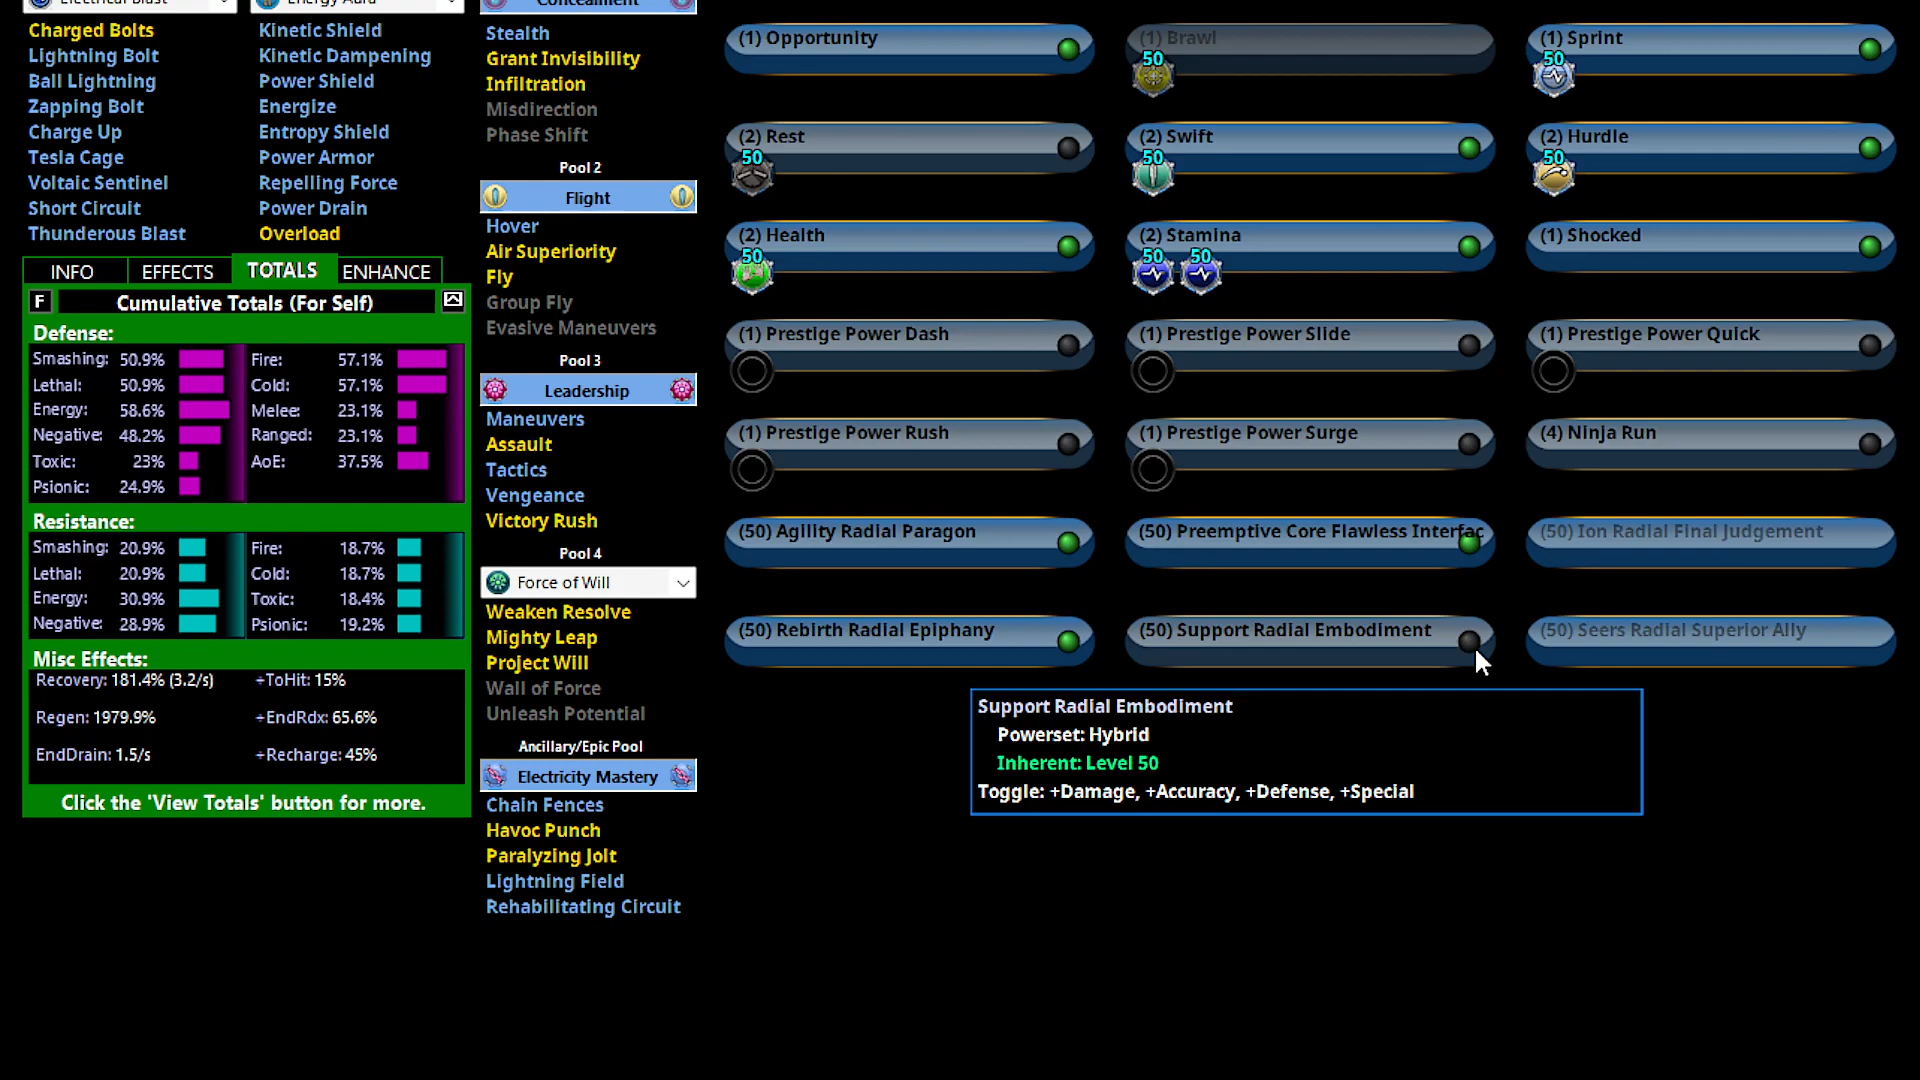 Electrical Blast
Energy Aura
Concealment
Charged Bolts
Lightning Bolt
Ball Lightning
Zapping Bolt
Charge Up
Tesla Cage
Voltaic Sentinel
Short Circuit
Thunderous Blast
Kinetic Shield
Kinetic Dampening
Power Shield
Energize
Entropy Shield
Power Armor
Repelling Force
Power Drain
Overload
INFO
EFFECTS
TOTALS
ENHANCE
F
Cumulative Totals (For Self)
Defense:
Smashing: 50.9%
Fire: 57.1%
Lethal: 50.9%
Cold: 57.1%
Energy: 58.6%
Melee: 23.1%
Negative: 48.2%
Ranged: 23.1%
Toxic: 23%
AoE: 37.5%
Psionic: 24.9%
Resistance:
Smashing: 20.9%
Fire: 18.7%
Lethal: 20.9%
Cold: 18.7%
Energy: 30.9%
Toxic: 18.4%
Negative: 28.9%
Psionic: 19.2%
Misc Effects:
Recovery: 181.4% (3.2/s)
+ToHit: 15%
Regen: 1979.9%
+EndRdx: 65.6%
EndDrain: 1.5/s
+Recharge: 45%
Click the 'View Totals' button for more.
Stealth
Grant Invisibility
Infiltration
Misdirection
Phase Shift
Pool 2
Flight
Hover
Air Superiority
Fly
Group Fly
Evasive Maneuvers
Pool 3
Leadership
Maneuvers
Assault
Tactics
Vengeance
Victory Rush
Pool 4
Force of Will
Weaken Resolve
Mighty Leap
Project Will
Wall of Force
Unleash Potential
Ancillary/Epic Pool
Electricity Mastery
Chain Fences
Havoc Punch
Paralyzing Jolt
Lightning Field
Rehabilitating Circuit
(1) Opportunity
(1) Brawl
50
(1) Sprint
50
(2) Rest
50
(2) Swift
50
(2) Hurdle
50
(2) Health
50
(2) Stamina
50 50
(1) Shocked
(1) Prestige Power Dash
(1) Prestige Power Slide
(1) Prestige Power Quick
(1) Prestige Power Rush
(1) Prestige Power Surge
(4) Ninja Run
(50) Agility Radial Paragon
(50) Preemptive Core Flawless Interfac
(50) Ion Radial Final Judgement
(50) Rebirth Radial Epiphany
(50) Support Radial Embodiment
(50) Seers Radial Superior Ally
Support Radial Embodiment
Powerset: Hybrid
Inherent: Level 50
Toggle: +Damage, +Accuracy, +Defense, +Special